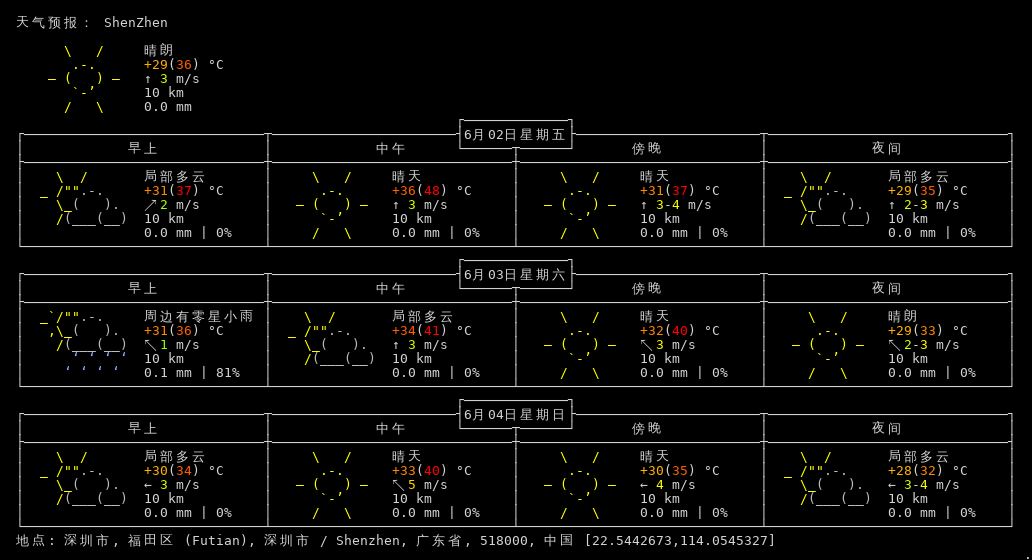 天气预报： ShenZhen
晴朗
+29(36) °C
↑ 3 m/s
10 km
0.0 mm
6月02日星期五
早上 中午 傍晚 夜间
局部多云 晴天 晴天 局部多云
+31(37) °C +36(48) °C +31(37) °C +29(35) °C
↗2 m/s ↑ 3 m/s ↑ 3-4 m/s ↑ 2-3 m/s
10 km 10 km 10 km 10 km
0.0 mm | 0% 0.0 mm | 0% 0.0 mm | 0% 0.0 mm | 0%
6月03日星期六
早上 中午 傍晚 夜间
周边有零星小雨 局部多云 晴天 晴朗
+31(36) °C +34(41) °C +32(40) °C +29(33) °C
↖1 m/s ↑ 3 m/s ↖3 m/s ↖2-3 m/s
10 km 10 km 10 km 10 km
0.1 mm | 81% 0.0 mm | 0% 0.0 mm | 0% 0.0 mm | 0%
6月04日星期日
早上 中午 傍晚 夜间
局部多云 晴天 晴天 局部多云
+30(34) °C +33(40) °C +30(35) °C +28(32) °C
← 3 m/s ↖5 m/s ← 4 m/s ← 3-4 m/s
10 km 10 km 10 km 10 km
0.0 mm | 0% 0.0 mm | 0% 0.0 mm | 0% 0.0 mm | 0%
地点: 深圳市, 福田区 (Futian), 深圳市 / Shenzhen, 广东省, 518000, 中国 [22.5442673,114.0545327]